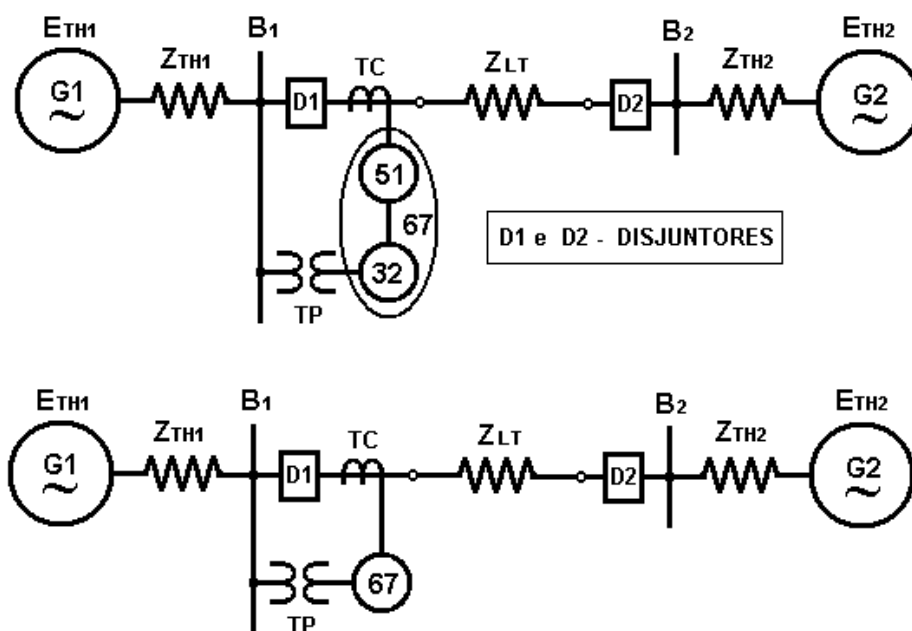 ETH1 B1 B2 ETH2
ZTH1 TC ZLT ZTH2
G1 D1 D2 G2
51
67
32
TP
D1 e D2 - DISJUNTORES
ETH1 B1 B2 ETH2
ZTH1 TC ZLT ZTH2
G1 D1 D2 G2
67
TP